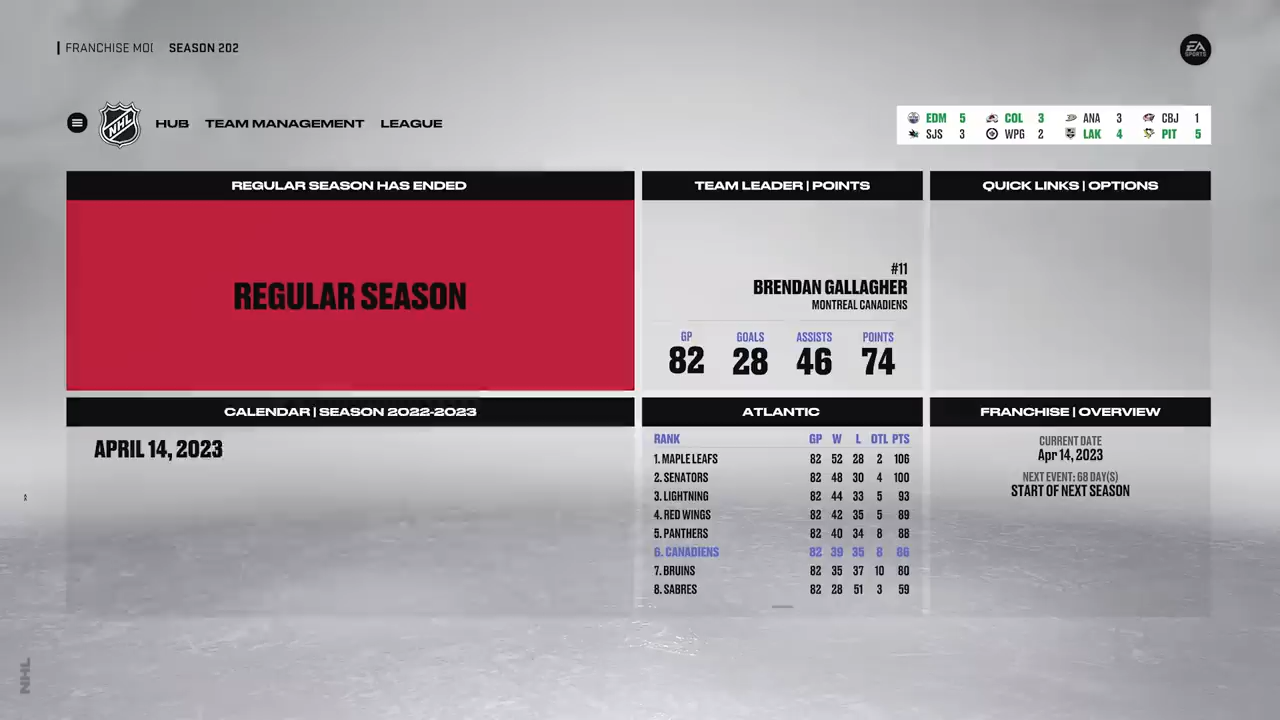 FRANCHISE MO
SEASON 202
EA
SPORTS
NHL
HUB TEAM MANAGEMENT LEAGUE
EDM 5 COL 3 ANA 3 CBJ 1
SJS 3 WPG 2 LAK 4 PIT 5
REGULAR SEASON HAS ENDED
REGULAR SEASON
TEAM LEADER | POINTS
#11
BRENDAN GALLAGHER
MONTREAL CANADIENS
GP GOALS ASSISTS POINTS
82 28 46 74
QUICK LINKS | OPTIONS
CALENDAR | SEASON 2022-2023
APRIL 14, 2023
ATLANTIC
RANK GP W L OTL PTS
1. MAPLE LEAFS 82 52 28 2 106
2. SENATORS 82 48 30 4 100
3. LIGHTNING 82 44 33 5 93
4. RED WINGS 82 42 35 5 89
5. PANTHERS 82 40 34 8 88
6. CANADIENS 82 39 35 8 86
7. BRUINS 82 35 37 10 80
8. SABRES 82 28 51 3 59
FRANCHISE | OVERVIEW
CURRENT DATE
Apr 14, 2023
NEXT EVENT: 68 DAY(S)
START OF NEXT SEASON
NHL